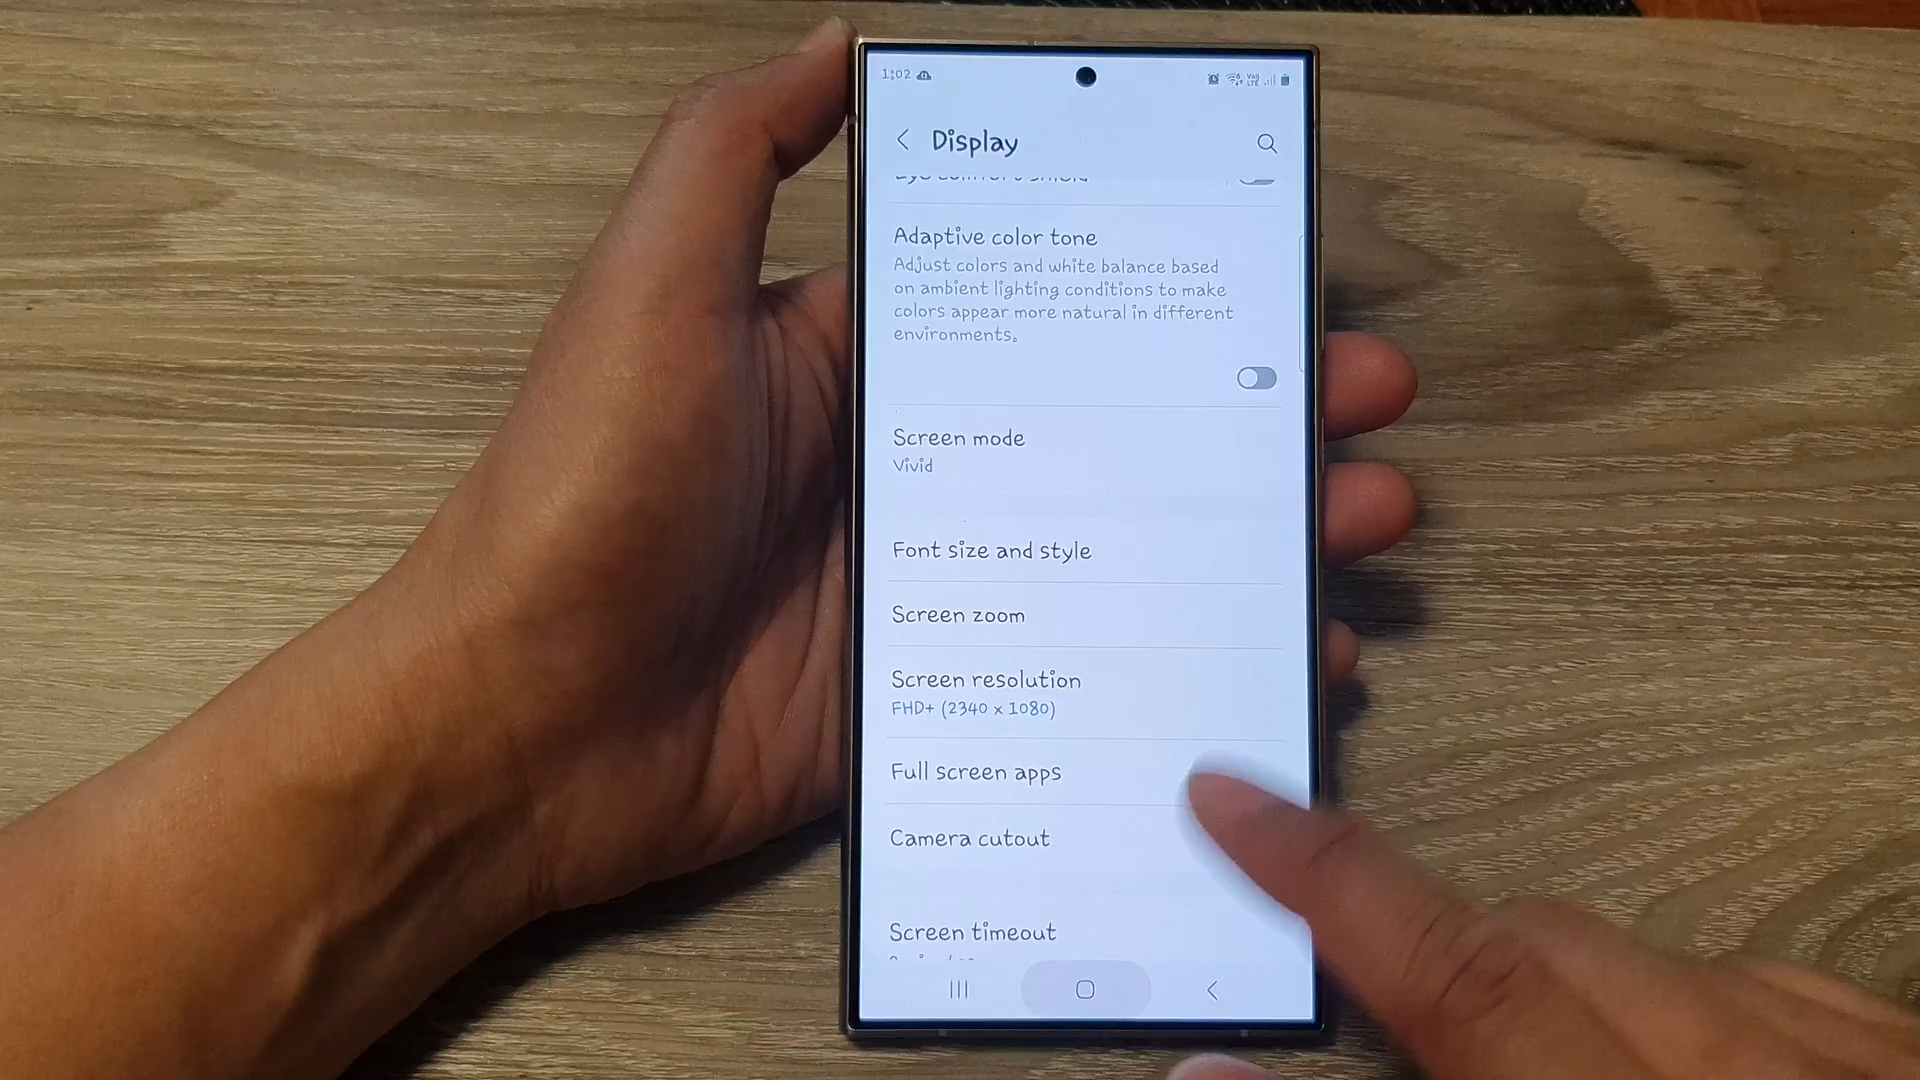 1:02
Display
Adaptive color tone
Adjust colors and white balance based
on ambient lighting conditions to make
colors appear more natural in different
environments.
Screen mode
Vivid
Font size and style
Screen zoom
Screen resolution
FHD+ (2340 x 1080)
Full screen apps
Camera cutout
Screen timeout